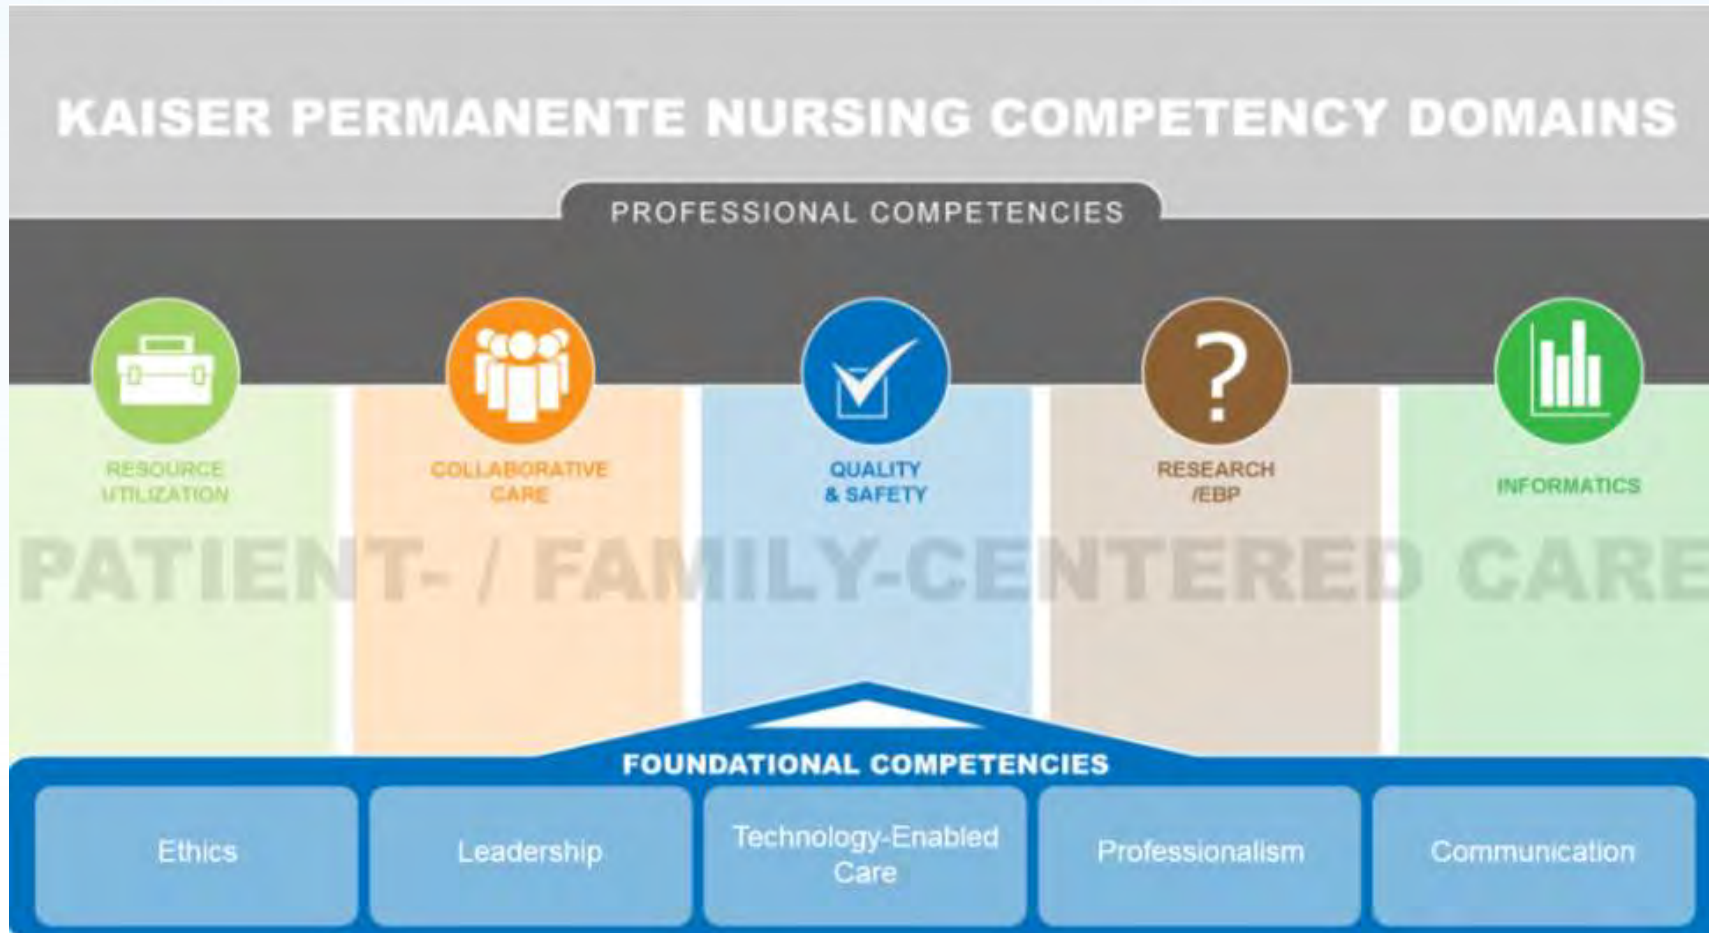 KAISER PERMANENTE NURSING COMPETENCY DOMAINS
PROFESSIONAL COMPETENCIES
RESOURCE
UTILIZATION
COLLABORATIVE
CARE
QUALITY
& SAFETY
RESEARCH
/EBP
INFORMATICS
PATIENT- / FAMILY-CENTERED CARE
FOUNDATIONAL COMPETENCIES
Ethics
Leadership
Technology-Enabled
Care
Professionalism
Communication